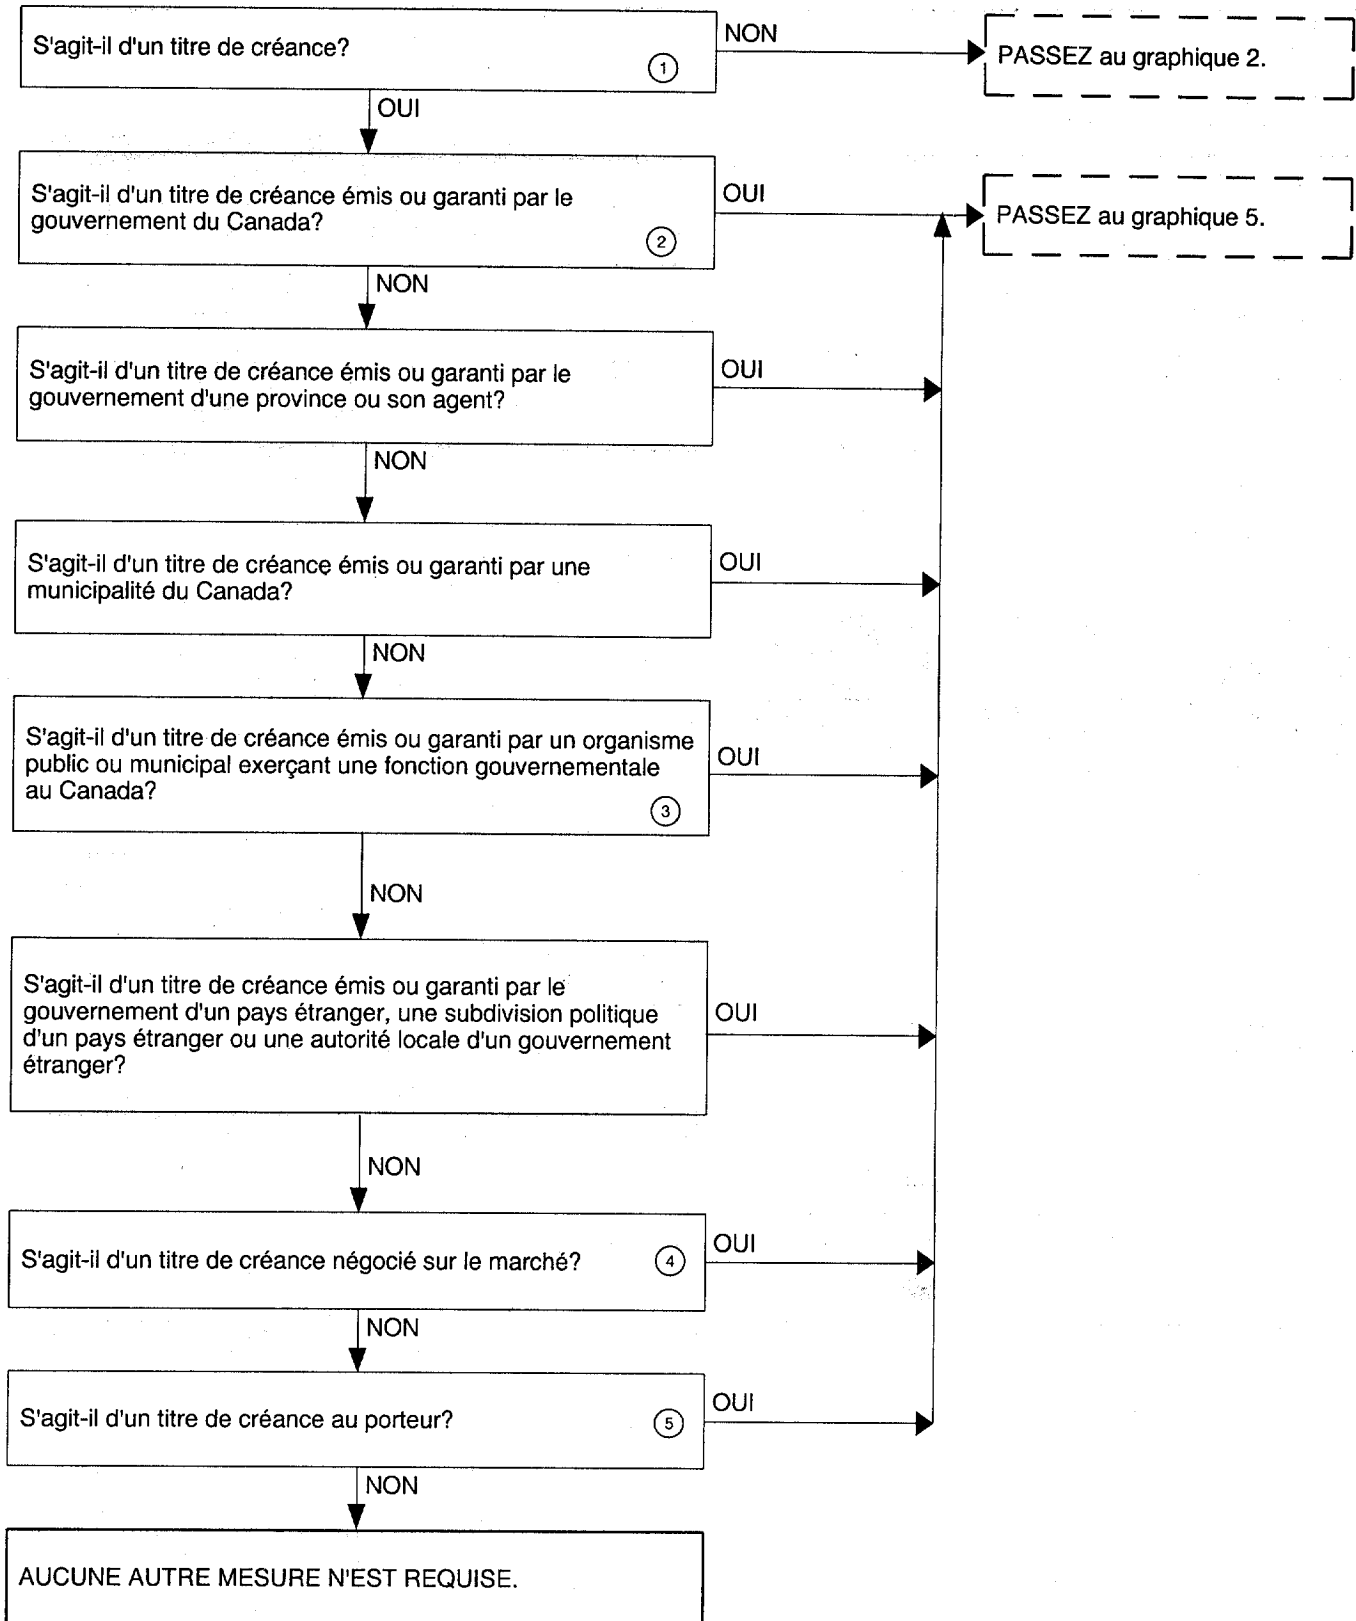 S'agit-il d'un titre de créance?
1
NON
PASSEZ au graphique 2.
OUI
S'agit-il d'un titre de créance émis ou garanti par le
gouvernement du Canada?
2
OUI
PASSEZ au graphique 5.
NON
S'agit-il d'un titre de créance émis ou garanti par le
gouvernement d'une province ou son agent?
OUI
NON
S'agit-il d'un titre de créance émis ou garanti par une
municipalité du Canada?
OUI
NON
S'agit-il d'un titre de créance émis ou garanti par un organisme
public ou municipal exerçant une fonction gouvernementale
au Canada?
3
OUI
NON
S'agit-il d'un titre de créance émis ou garanti par le
gouvernement d'un pays étranger, une subdivision politique
d'un pays étranger ou une autorité locale d'un gouvernement
étranger?
OUI
NON
S'agit-il d'un titre de créance négocié sur le marché?
4
OUI
NON
S'agit-il d'un titre de créance au porteur?
5
OUI
NON
AUCUNE AUTRE MESURE N'EST REQUISE.